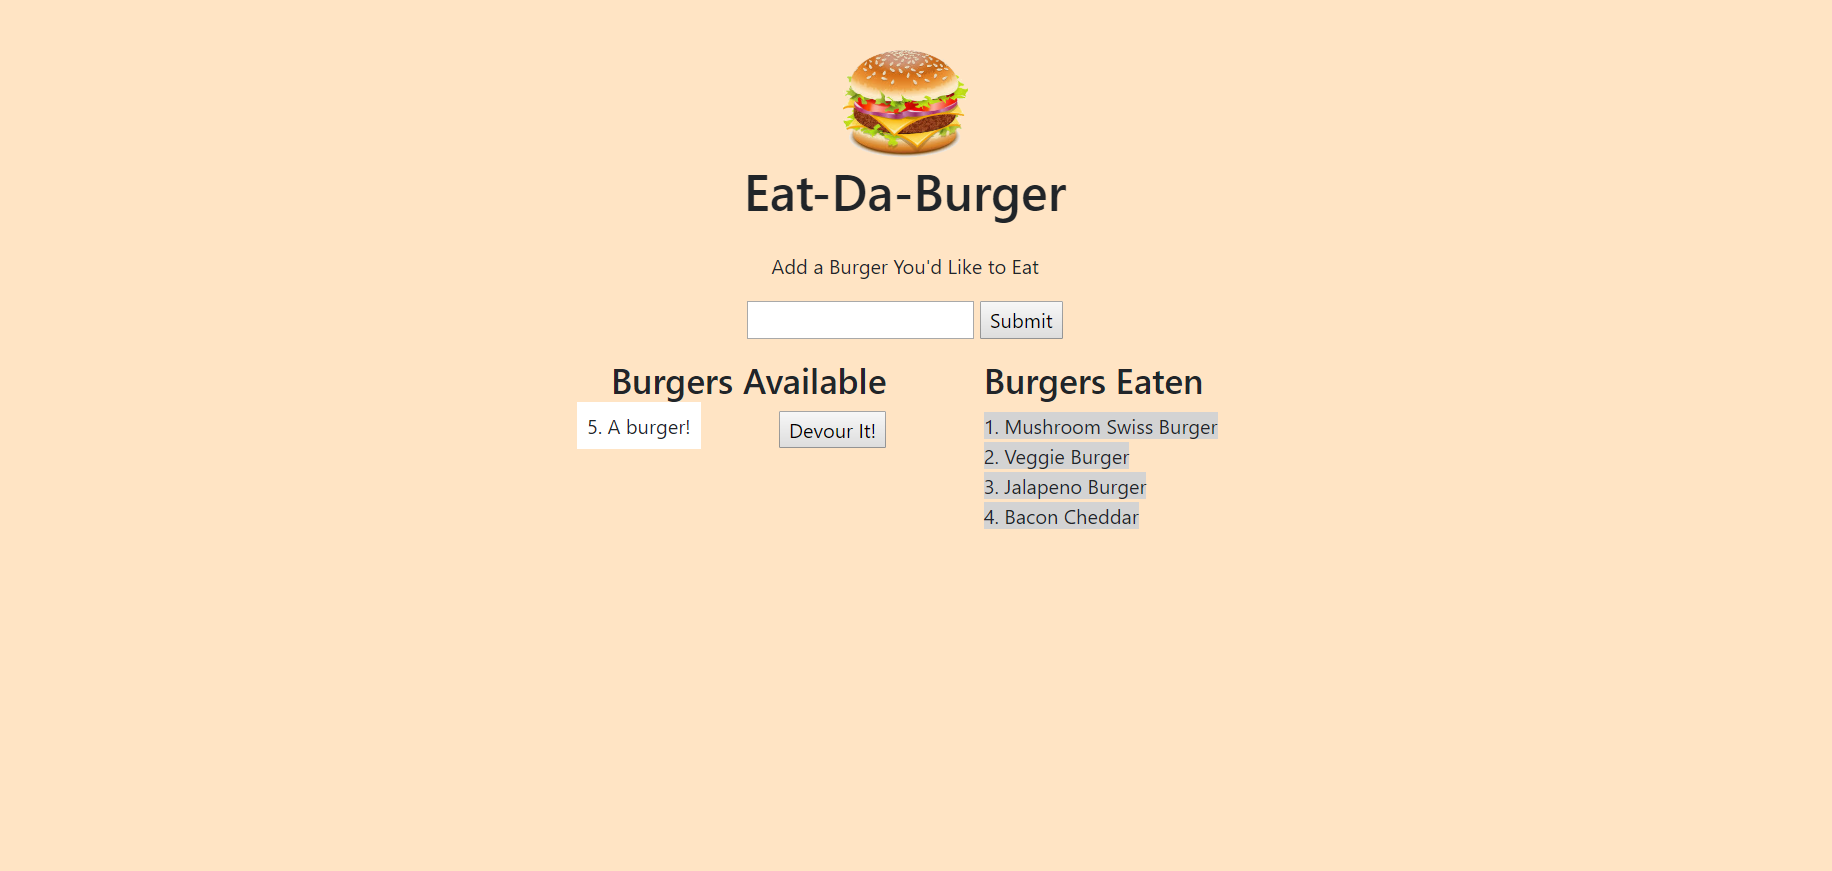 Eat-Da-Burger
Add a Burger You'd Like to Eat
Submit
Burgers Available
5. A burger!
Devour It!
Burgers Eaten
1. Mushroom Swiss Burger
2. Veggie Burger
3. Jalapeno Burger
4. Bacon Cheddar